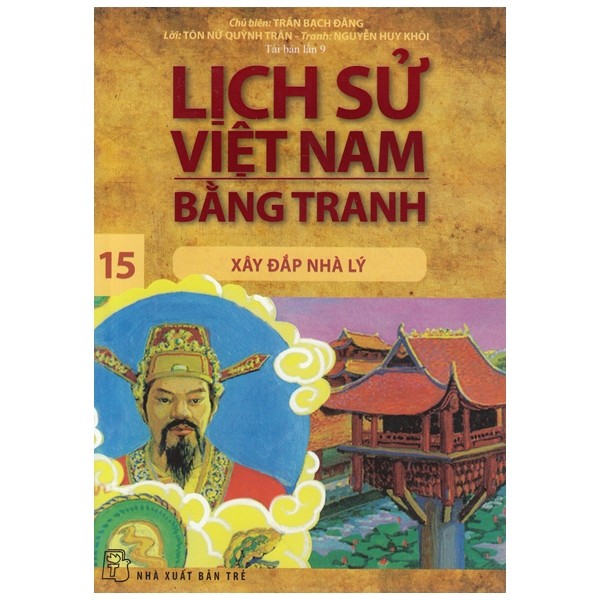 Chủ biên: TRẦN BẠCH ĐẰNG
Lời: TÔN NỮ QUỲNH TRÂN - Tranh: NGUYỄN HUY KHÔI
Tái bản lần 9
LỊCH SỬ
VIỆT NAM
BẰNG TRANH
15
XÂY ĐẮP NHÀ LÝ
NHÀ XUẤT BẢN TRẺ